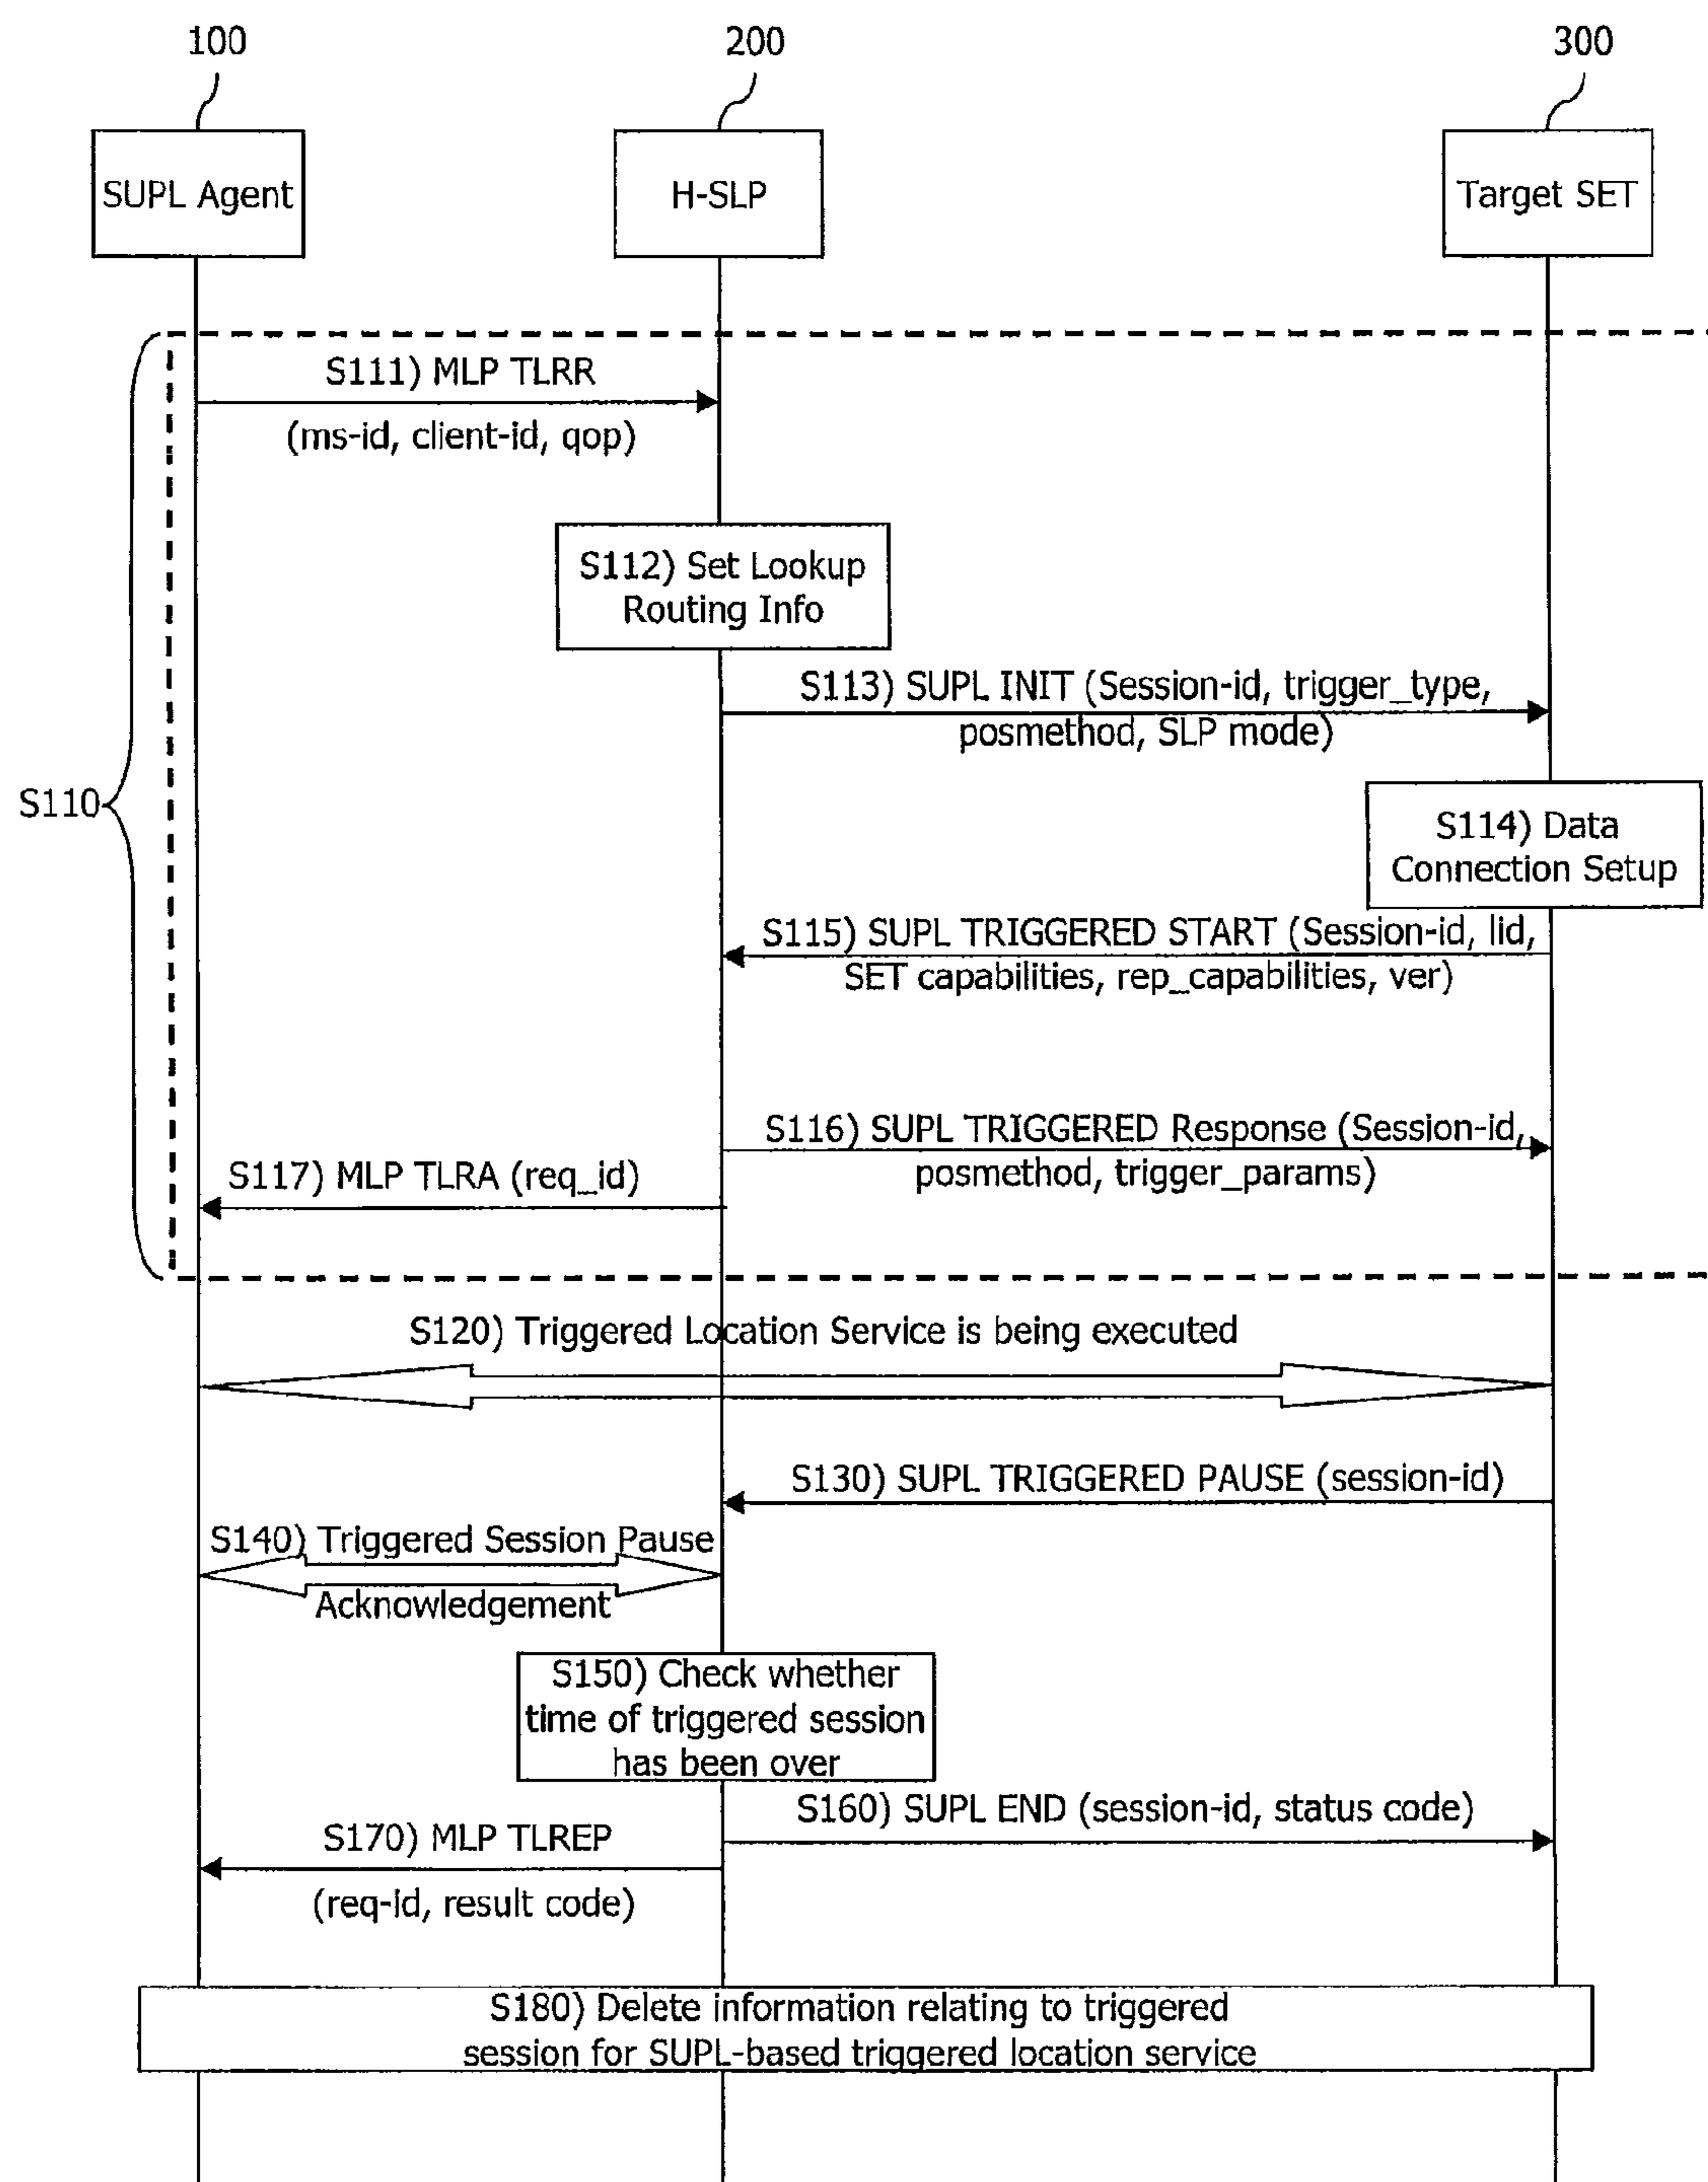 100
200
300
SUPL Agent
H-SLP
Target SET
S111) MLP TLRR
(ms-id, client-id, qop)
S112) Set Lookup
Routing Info
S113) SUPL INIT (Session-id, trigger_type,
posmethod, SLP mode)
S110
S114) Data
Connection Setup
S115) SUPL TRIGGERED START (Session-id, lid,
SET capabilities, rep_capabilities, ver)
S116) SUPL TRIGGERED Response (Session-id,
posmethod, trigger_params)
S117) MLP TLRA (req_id)
S120) Triggered Location Service is being executed
S130) SUPL TRIGGERED PAUSE (session-id)
S140) Triggered Session Pause
Acknowledgement
S150) Check whether
time of triggered session
has been over
S160) SUPL END (session-id, status code)
S170) MLP TLREP
(req-id, result code)
S180) Delete information relating to triggered
session for SUPL-based triggered location service